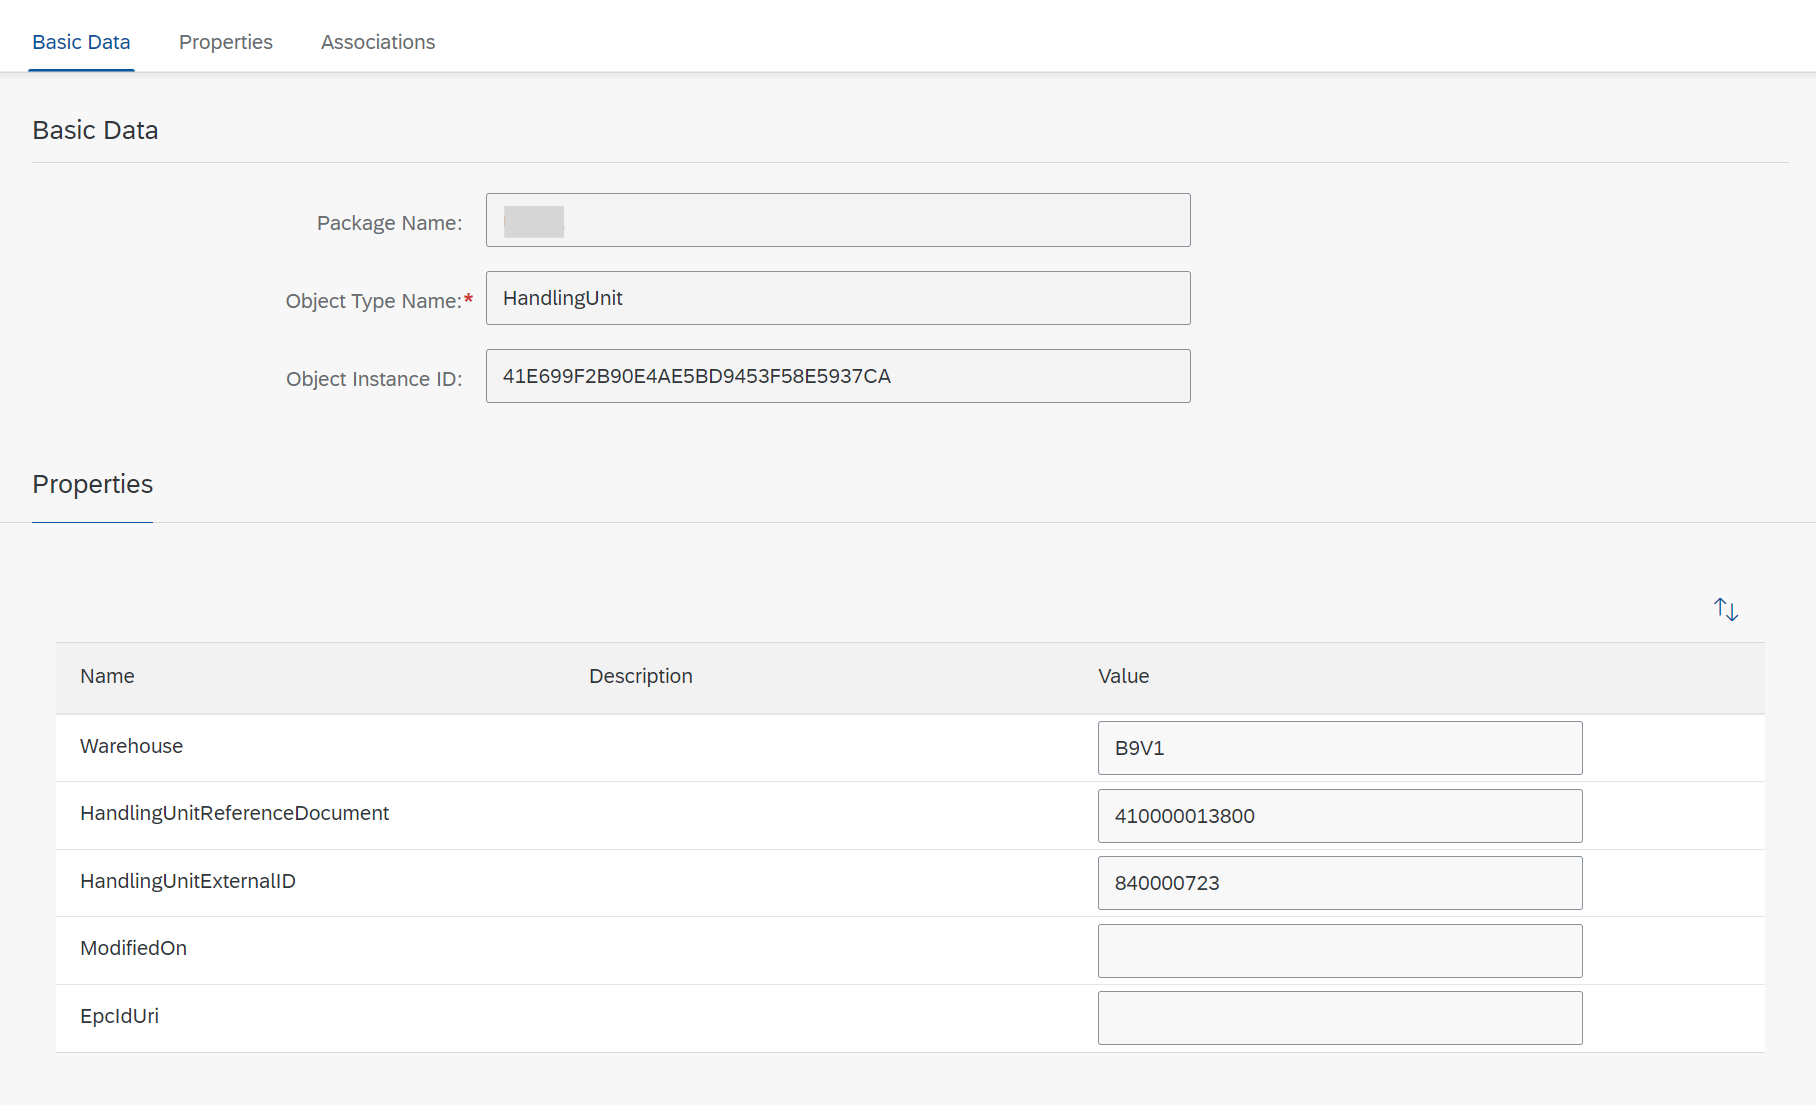 Basic Data Properties Associations
Basic Data
Package Name:
Object Type Name:* HandlingUnit
Object Instance ID: 41E699F2B90E4AE5BD9453F58E5937CA
Properties
Name Description Value
Warehouse B9V1
HandlingUnitReferenceDocument 410000013800
HandlingUnitExternalID 840000723
ModifiedOn
EpcIdUri